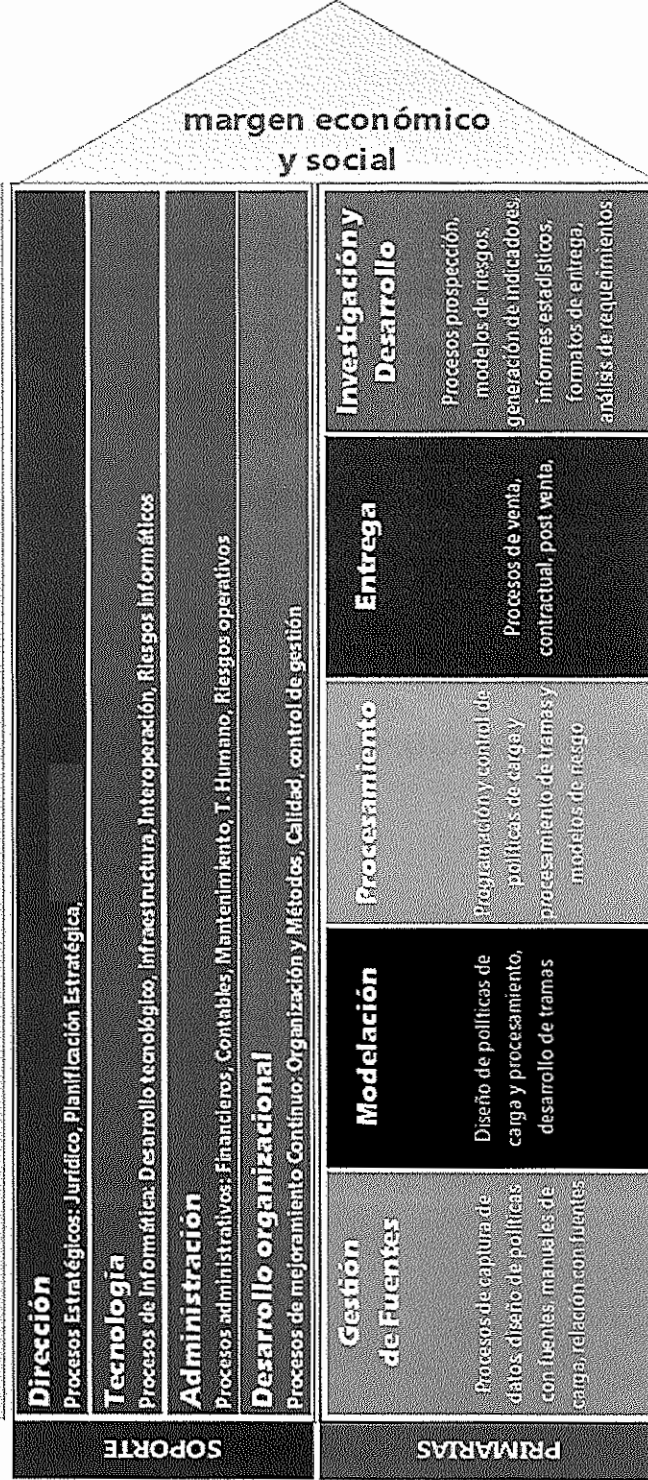 margen económico
y social
SOPORTE
Dirección
Procesos Estratégicos: Jurídico, Planificación Estratégica,
Tecnología
Procesos de Informática: Desarrollo tecnológico, Infraestructura, Interoperación, Riesgos Informáticos
Administración
Procesos administrativos: Financieros, Contables, Mantenimiento, T. Humano, Riesgos operativos
Desarrollo organizacional
Procesos de mejoramiento Continuo: Organización y Métodos, Calidad, control de gestión
PRIMARIAS
Gestión
de Fuentes
Procesos de captura de
datos, diseño de políticas
con fuentes, manuales de
carga, relación con fuentes
Modelación
Diseño de políticas de
carga y procesamiento,
desarrollo de tramas
Procesamiento
Programación y control de
políticas de carga y
procesamiento de tramas y
modelos de riesgo
Entrega
Procesos de venta,
contractual, post venta,
Investigación y
Desarrollo
Procesos prospección,
modelos de riesgos,
generación de indicadores,
informes estadísticos,
formatos de entrega,
análisis de requerimientos